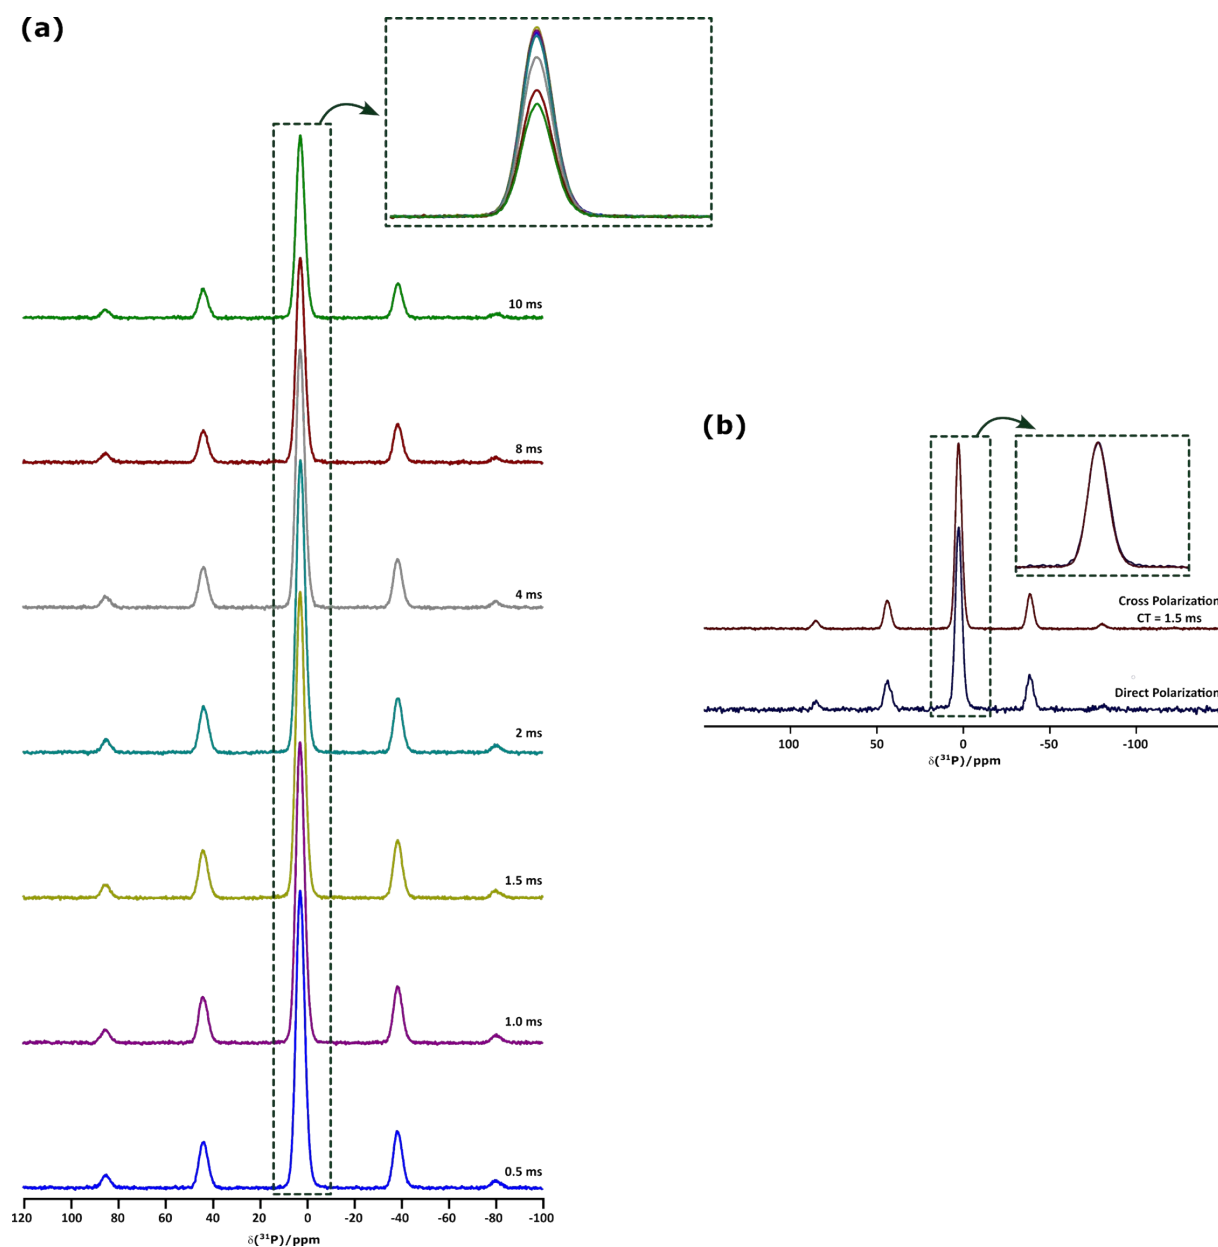 (a)
10 ms
8 ms
4 ms
2 ms
1.5 ms
1.0 ms
0.5 ms
120 100 80 60 40 20 0 -20 -40 -60 -80 -100
δ(³¹P)/ppm
(b)
Cross Polarization
CT = 1.5 ms
Direct Polarization
100 50 0 -50 -100
δ(³¹P)/ppm